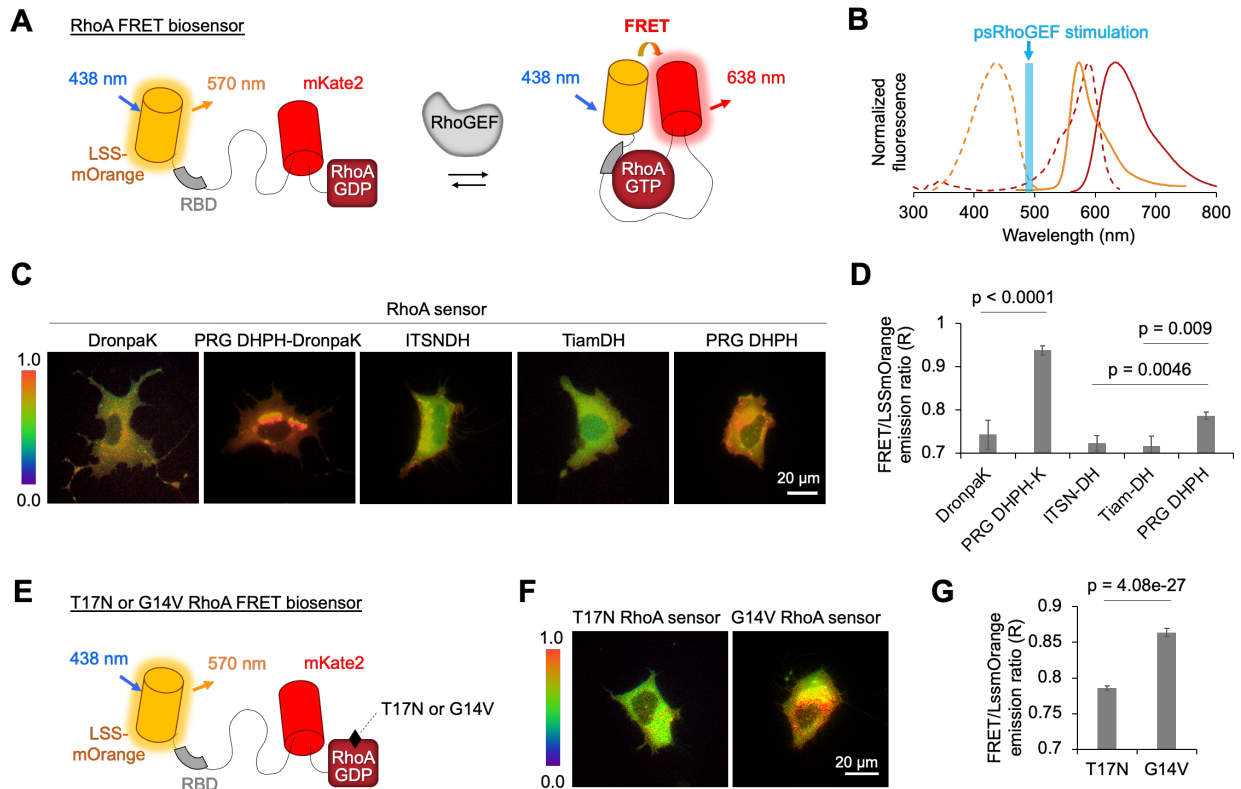 A
RhoA FRET biosensor
438 nm
570 nm
mKate2
LSS-
mOrange
RBD
RhoA
GDP
RhoGEF
FRET
438 nm
638 nm
RhoA
GTP
B
psRhoGEF stimulation
Normalized
fluorescence
300 400 500 600 700 800
Wavelength (nm)
C
RhoA sensor
DronpaK PRG DHPH-DronpaK ITSNDH TiamDH PRG DHPH
1.0
0.0
20 µm
D
p < 0.0001
p = 0.009
p = 0.0046
FRET/LSSmOrange
emission ratio (R)
1
0.9
0.8
0.7
DronpaK
PRG DHPH-K
ITSN-DH
Tiam-DH
PRG DHPH
E
T17N or G14V RhoA FRET biosensor
438 nm
570 nm
mKate2
T17N or G14V
LSS-
mOrange
RBD
RhoA
GDP
F
T17N RhoA sensor G14V RhoA sensor
1.0
0.0
20 µm
G
p = 4.08e-27
FRET/LssmOrange
emission ratio (R)
0.9
0.85
0.8
0.75
0.7
T17N G14V